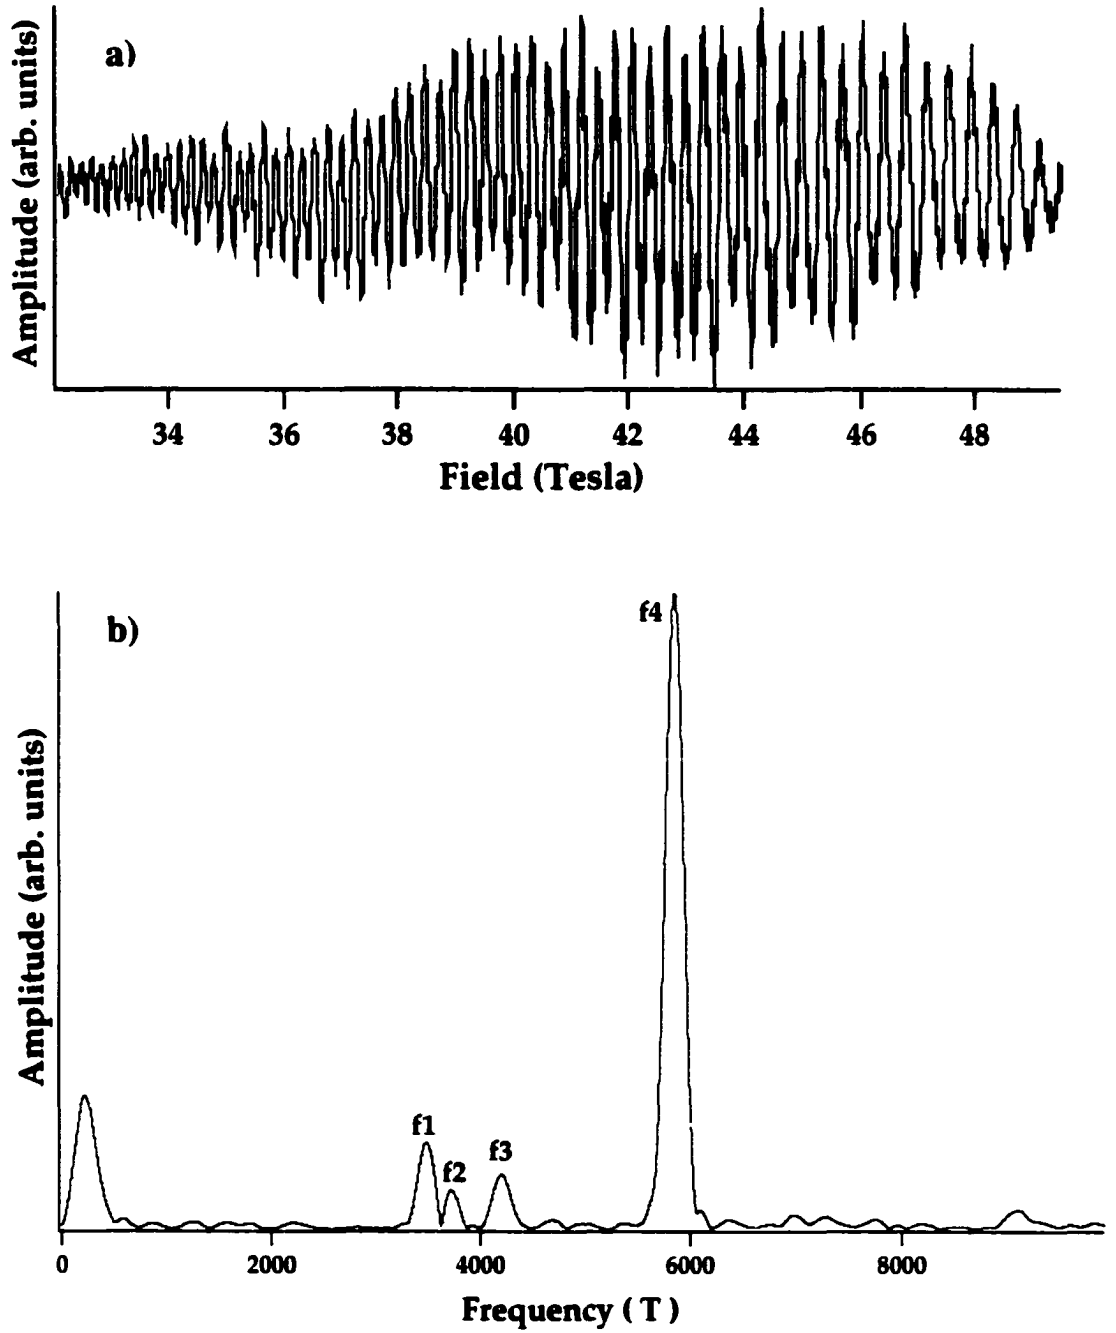 a)
Amplitude (arb. units)
34 36 38 40 42 44 46 48
Field (Tesla)
b)
f4
Amplitude (arb. units)
f1
f2
f3
0 2000 4000 6000 8000
Frequency ( T )